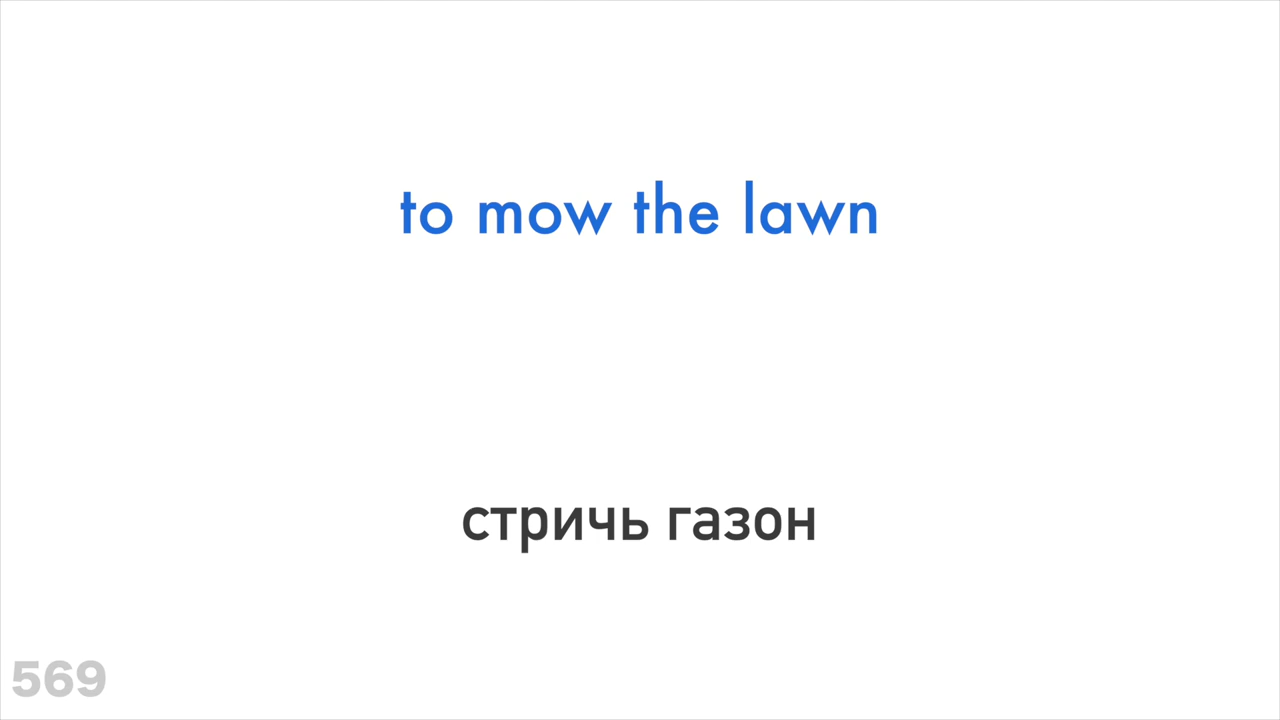 to mow the lawn
стричь газон
569